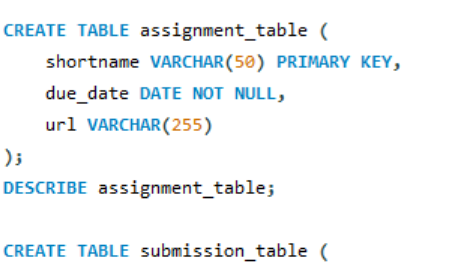 CREATE TABLE assignment_table (
    shortname VARCHAR(50) PRIMARY KEY,
    due_date DATE NOT NULL,
    url VARCHAR(255)
);
DESCRIBE assignment_table;

CREATE TABLE submission_table (